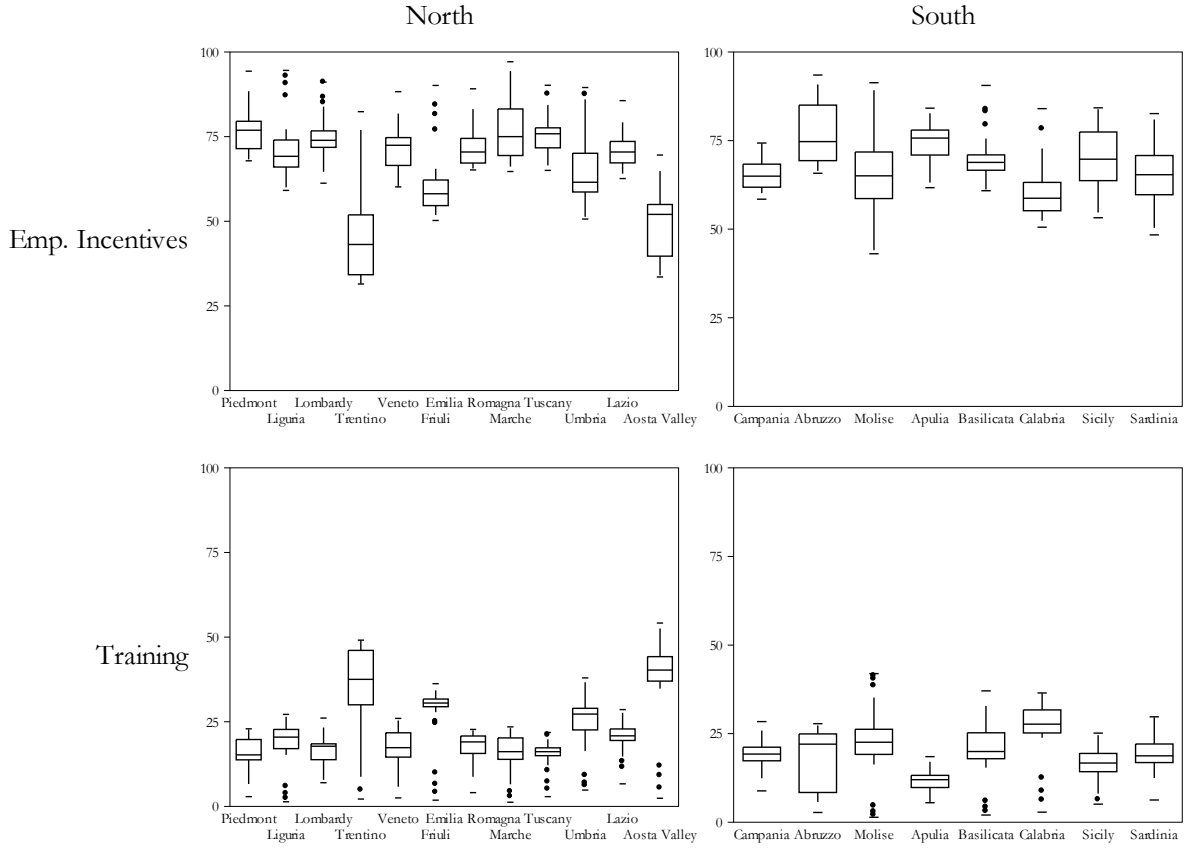 North South
100 100
75 75
50 50
Emp. Incentives
25 25
0 0
Piedmont Lombardy Veneto Emilia Romagna Tuscany Lazio
Liguria Trentino Friuli Marche Umbria Aosta Valley
Campania Abruzzo Molise Apulia Basilicata Calabria Sicily Sardinia
100 100
75 75
50 50
Training
25 25
0 0
Piedmont Lombardy Veneto Emilia Romagna Tuscany Lazio
Liguria Trentino Friuli Marche Umbria Aosta Valley
Campania Abruzzo Molise Apulia Basilicata Calabria Sicily Sardinia